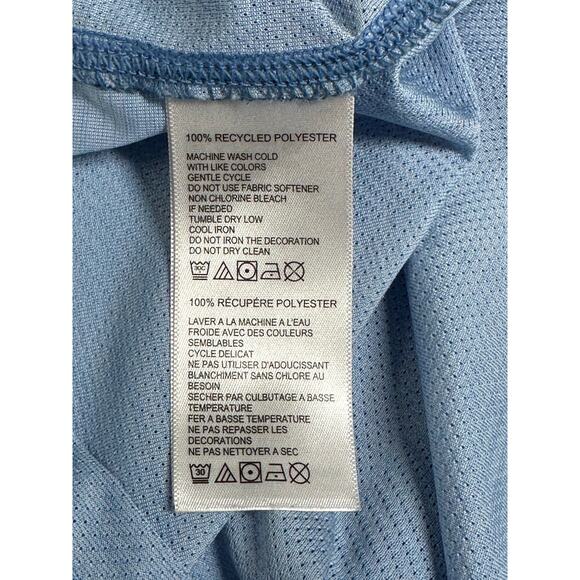 100% RECYCLED POLYESTER
MACHINE WASH COLD
WITH LIKE COLORS
GENTLE CYCLE
DO NOT USE FABRIC SOFTENER
NON CHLORINE BLEACH
IF NEEDED
TUMBLE DRY LOW
COOL IRON
DO NOT IRON THE DECORATION
DO NOT DRY CLEAN
30C
100% RÉCUPÉRE POLYESTER
LAVER A LA MACHINE A L'EAU
FROIDE AVEC DES COULEURS
SEMBLABLES
CYCLE DELICAT
NE PAS UTILISER D'ADOUCISSANT
BLANCHIMENT SANS CHLORE AU
BESOIN
SECHER PAR CULBUTAGE A BASSE
TEMPERATURE
FER A BASSE TEMPERATURE
NE PAS REPASSER LES
DECORATIONS
NE PAS NETTOYER A SEC
30